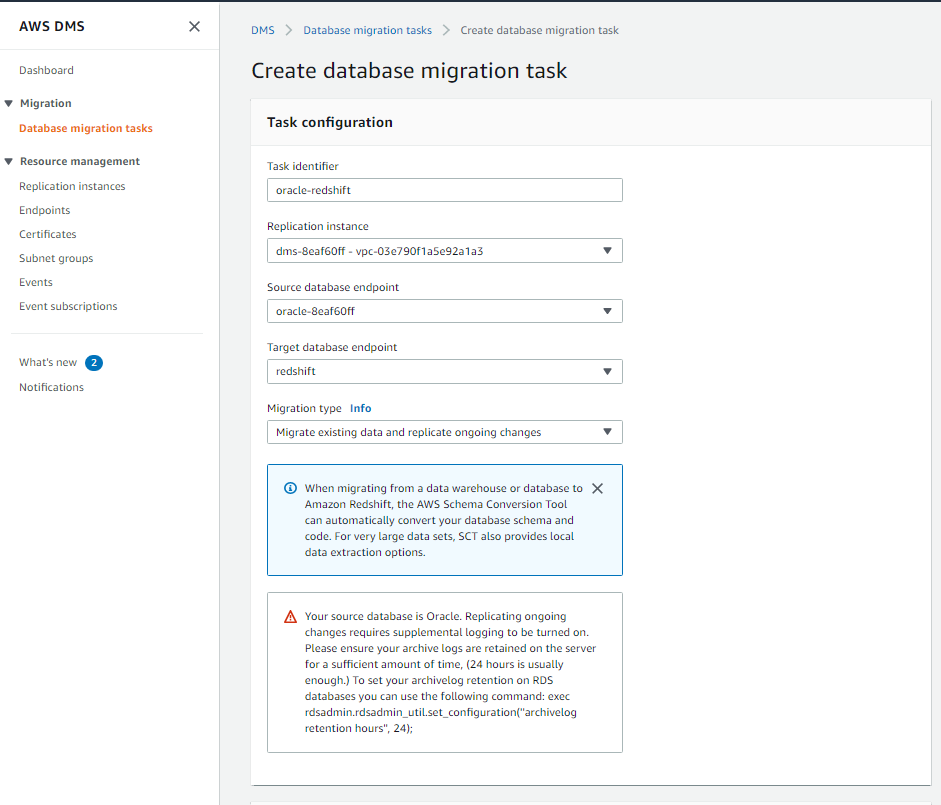 AWS DMS
Dashboard
Migration
Database migration tasks
Resource management
Replication instances
Endpoints
Certificates
Subnet groups
Events
Event subscriptions
What's new 2
Notifications
DMS > Database migration tasks > Create database migration task
Create database migration task
Task configuration
Task identifier
oracle-redshift
Replication instance
dms-8eaf60ff - vpc-03e790f1a5e92a1a3
Source database endpoint
oracle-8eaf60ff
Target database endpoint
redshift
Migration type Info
Migrate existing data and replicate ongoing changes
When migrating from a data warehouse or database to
Amazon Redshift, the AWS Schema Conversion Tool
can automatically convert your database schema and
code. For very large data sets, SCT also provides local
data extraction options.
Your source database is Oracle. Replicating ongoing
changes requires supplemental logging to be turned on.
Please ensure your archive logs are retained on the server
for a sufficient amount of time, (24 hours is usually
enough.) To set your archivelog retention on RDS
databases you can use the following command: exec
rdsadmin.rdsadmin_util.set_configuration("archivelog
retention hours", 24);